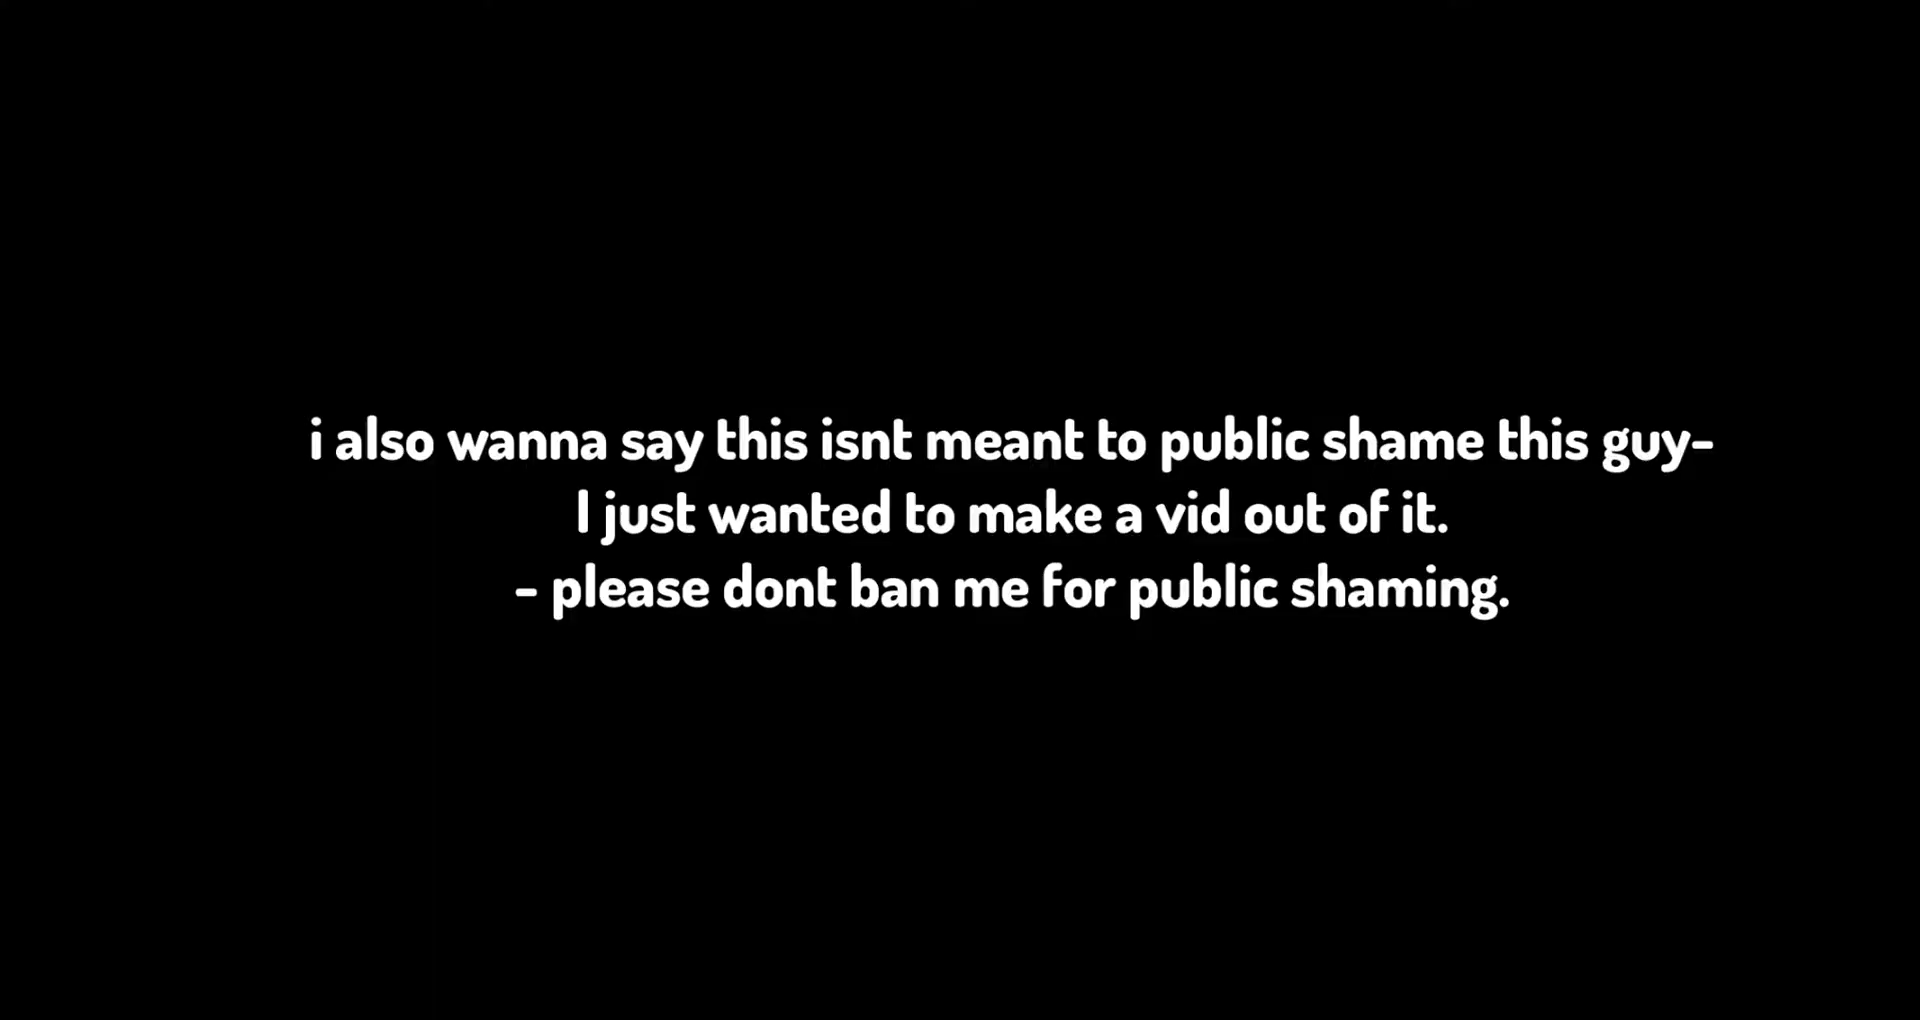 i also wanna say this isnt meant to public shame this guy-
I just wanted to make a vid out of it.
- please dont ban me for public shaming.